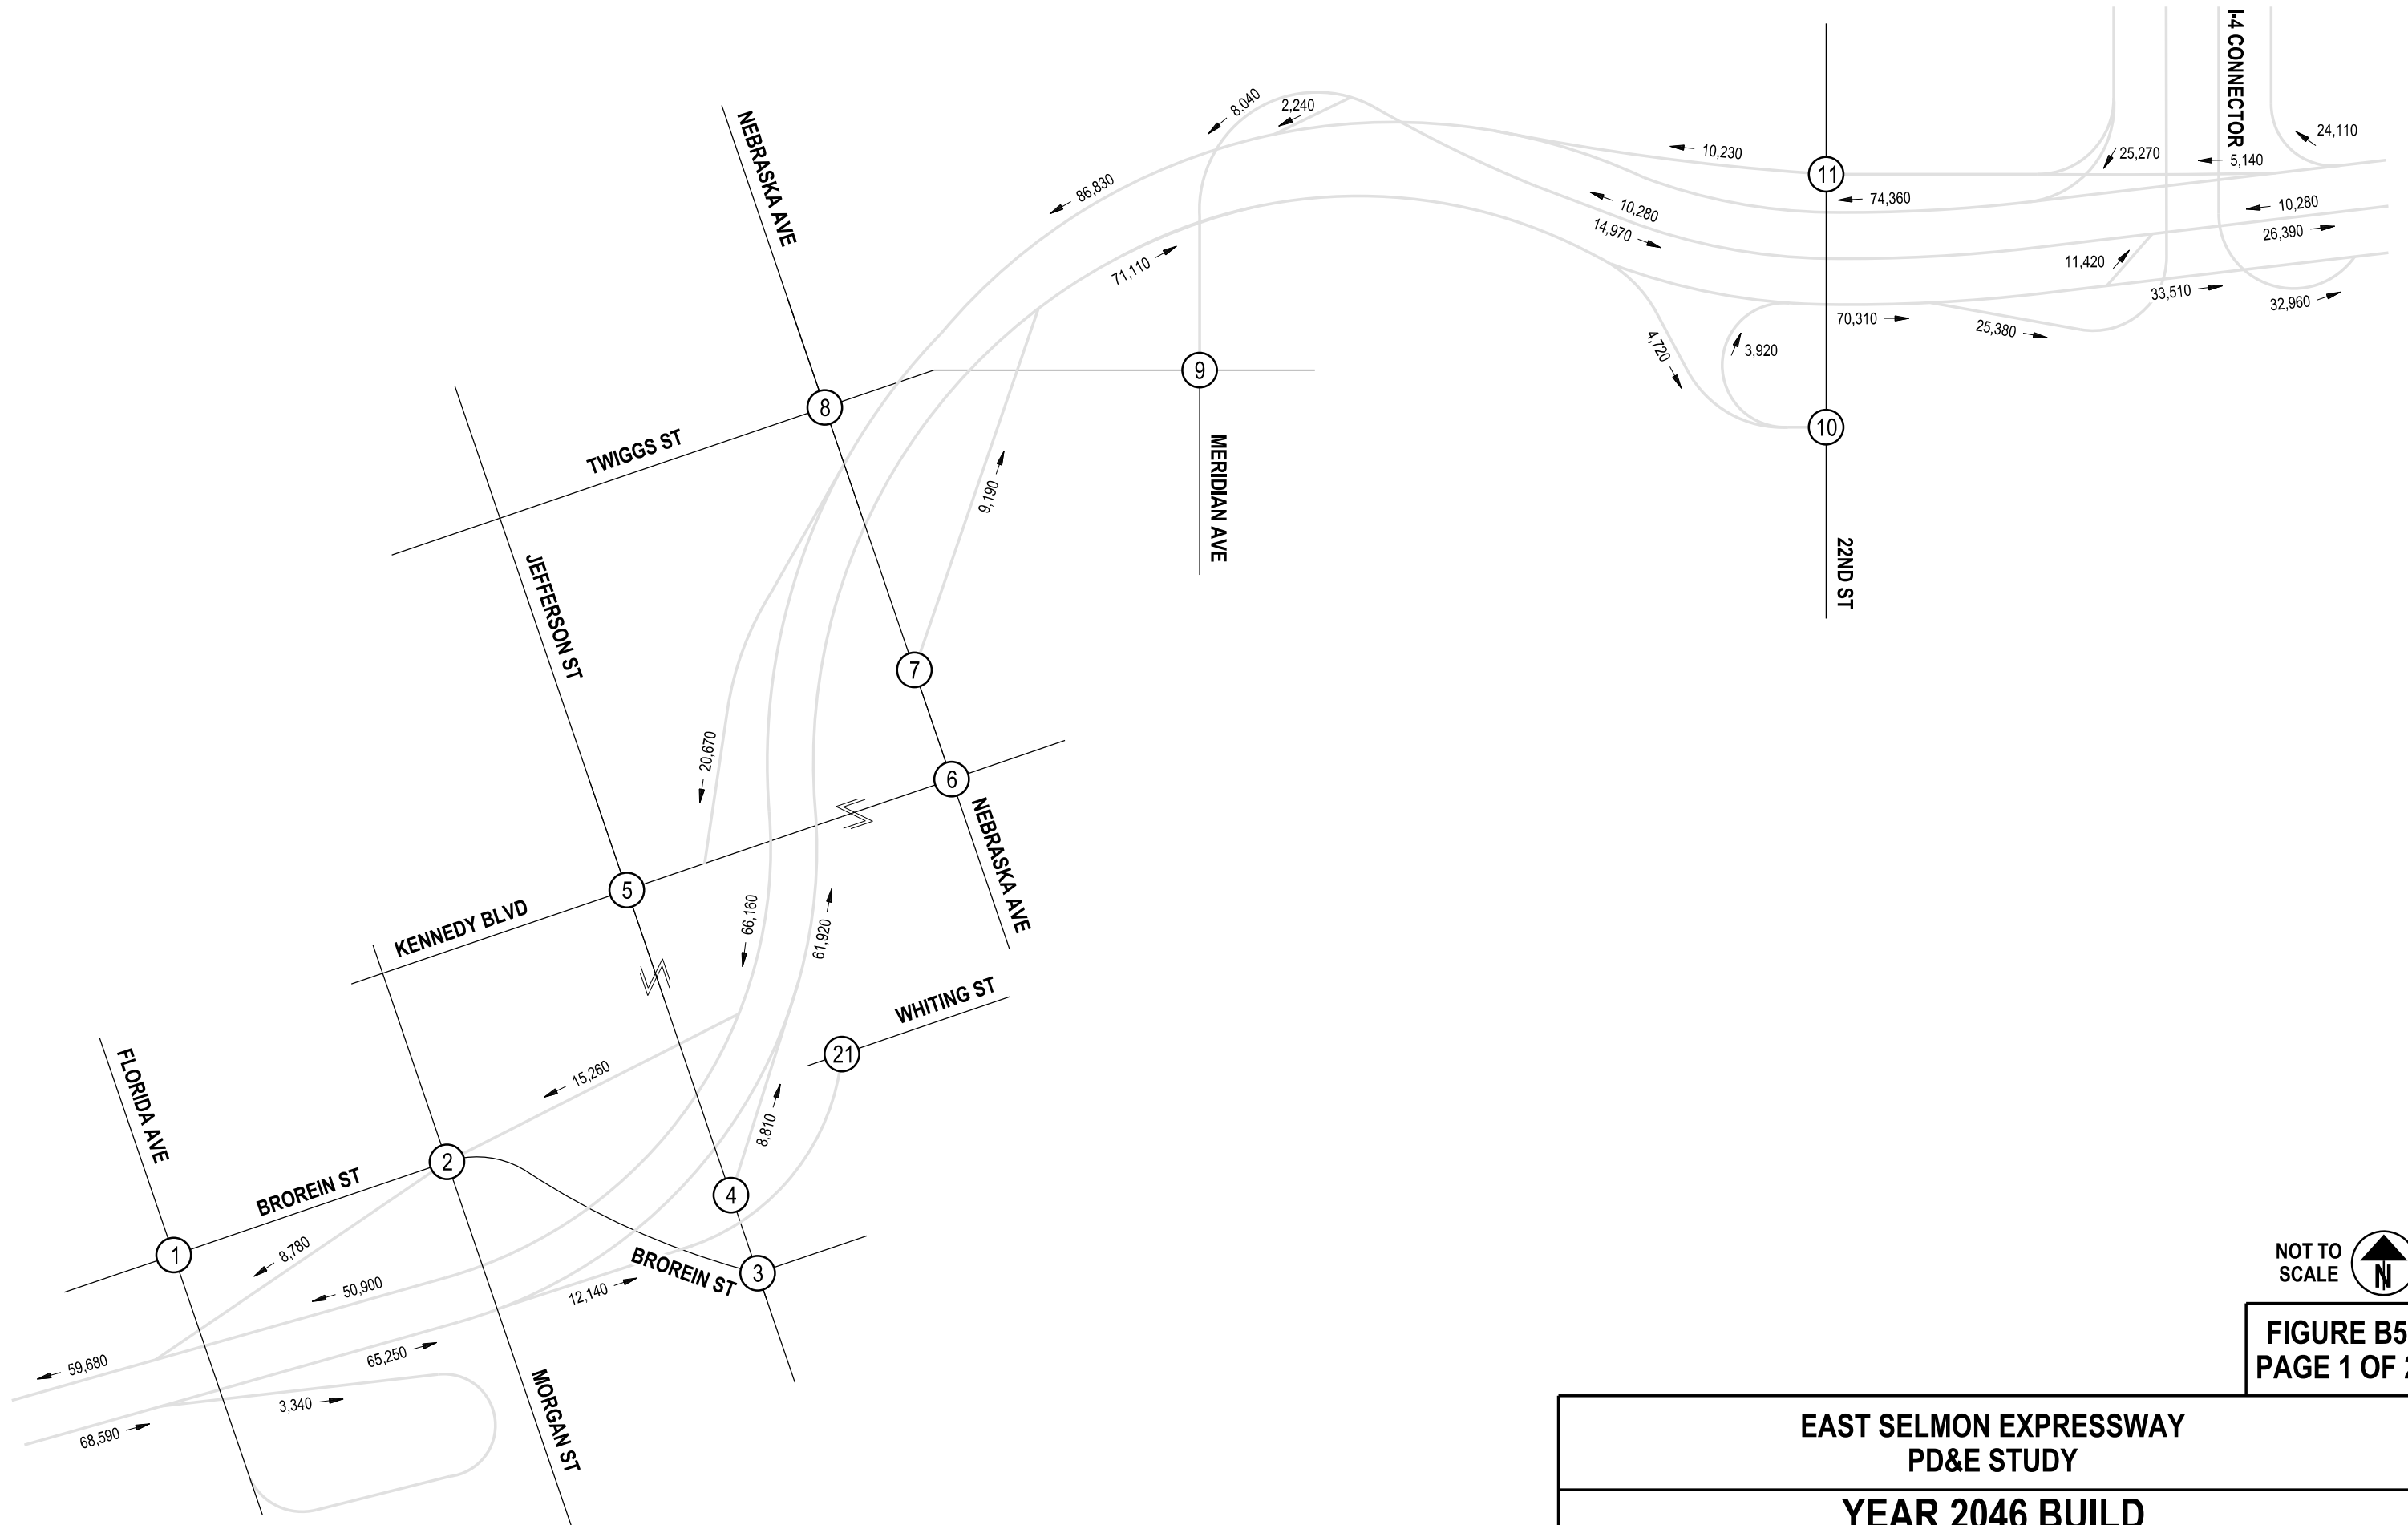 I-4 CONNECTOR
NEBRASKA AVE
8,040
2,240
24,110
10,230
25,270
5,140
11
86,830
74,360
10,280
10,280
14,970
26,390
71,110
11,420
33,510
32,960
70,310
25,380
4,720
3,920
9
8
10
TWIGGS ST
MERIDIAN AVE
9,190
22ND ST
JEFFERSON ST
7
20,670
6
NEBRASKA AVE
5
KENNEDY BLVD
66,160
61,920
WHITING ST
21
FLORIDA AVE
15,260
8,810
2
BROREIN ST
4
1
8,780
BROREIN ST
3
50,900
12,140
59,680
65,250
3,340
68,590
MORGAN ST
NOT TO
SCALE
N
FIGURE B5
PAGE 1 OF 2
EAST SELMON EXPRESSWAY
PD&E STUDY
YEAR 2046 BUILD